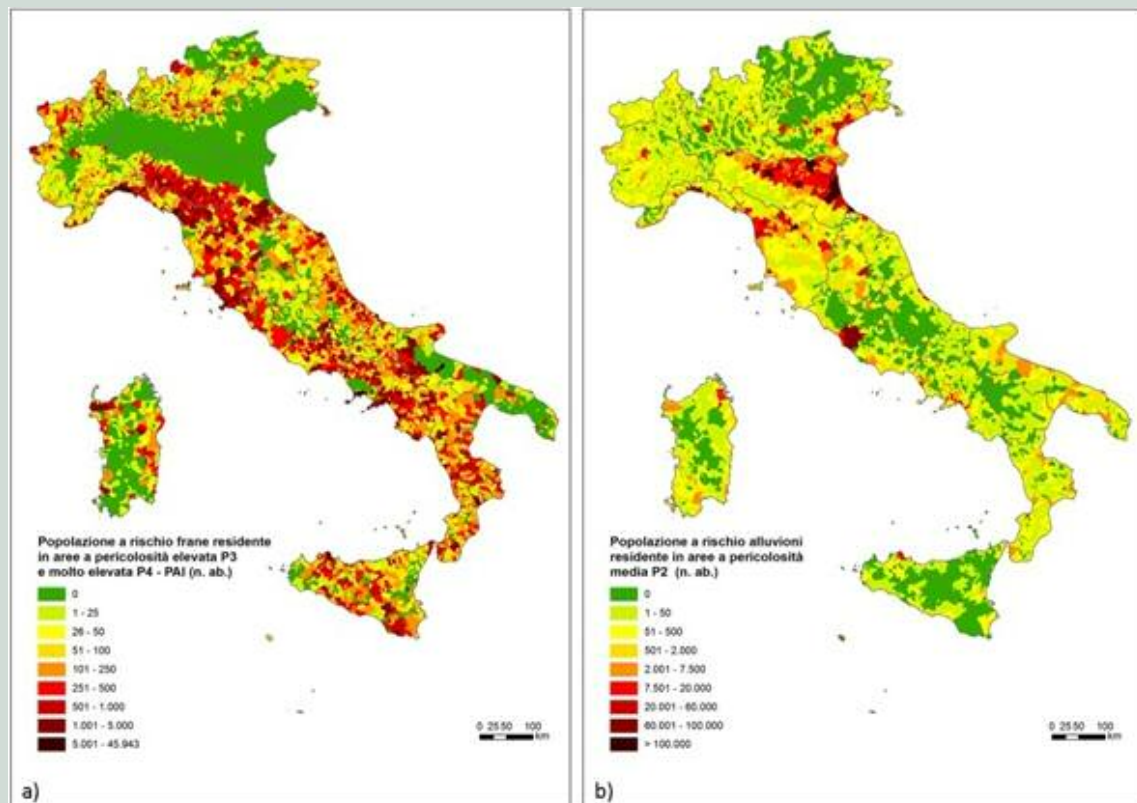 Popolazione a rischio frane residente
in aree a pericolosità elevata P3
e molto elevata P4 - PAI (n. ab.)
0
1 - 25
26 - 50
51 - 100
101 - 250
251 - 500
501 - 1.000
1.001 - 5.000
5.001 - 45.943
0 25 50 100
km
a)
Popolazione a rischio alluvioni
residente in aree a pericolosità
media P2 (n. ab.)
0
1 - 50
51 - 500
501 - 2.000
2.001 - 7.500
7.501 - 20.000
20.001 - 60.000
60.001 - 100.000
> 100.000
0 25 50 100
km
b)